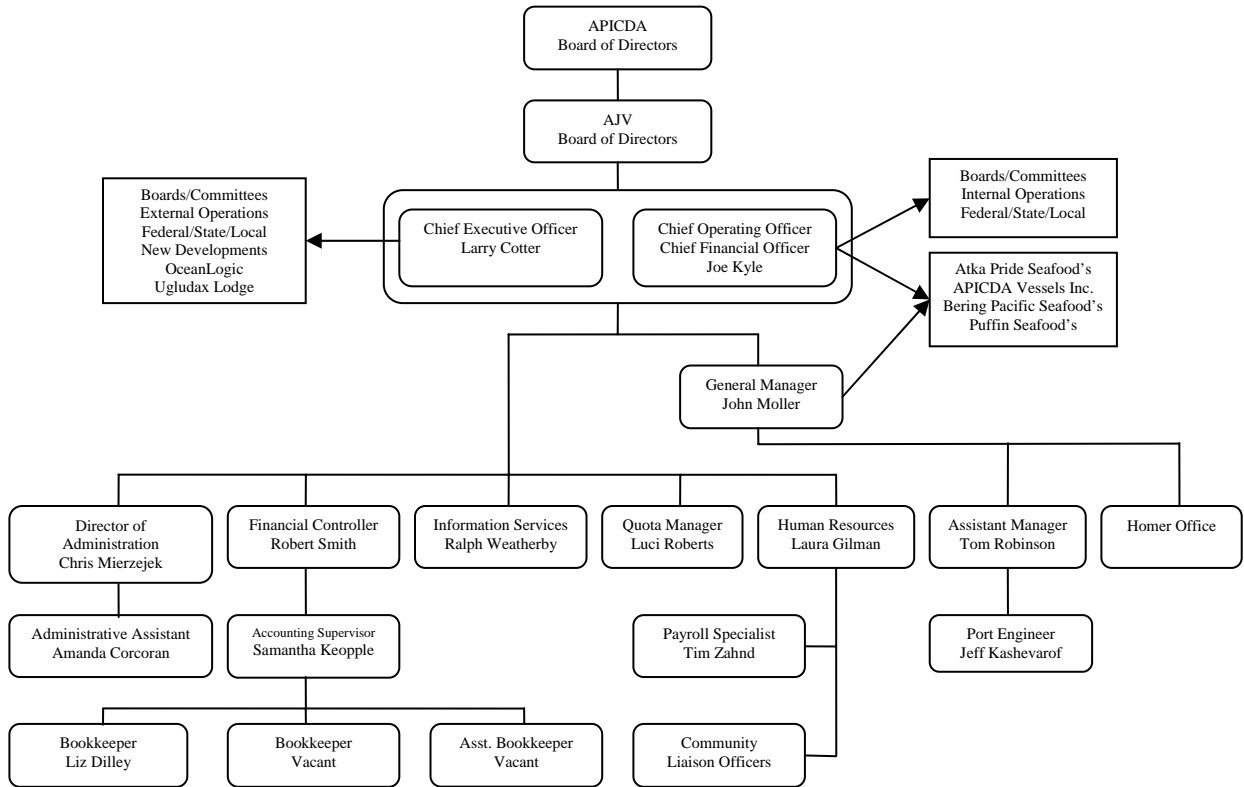 APICDA
Board of Directors
AJV
Board of Directors
Boards/Committees
External Operations
Federal/State/Local
New Developments
OceanLogic
Ugludax Lodge
Chief Executive Officer
Larry Cotter
Chief Operating Officer
Chief Financial Officer
Joe Kyle
Boards/Committees
Internal Operations
Federal/State/Local
Atka Pride Seafood’s
APICDA Vessels Inc.
Bering Pacific Seafood’s
Puffin Seafood’s
General Manager
John Moller
Director of
Administration
Chris Mierzejek
Financial Controller
Robert Smith
Information Services
Ralph Weatherby
Quota Manager
Luci Roberts
Human Resources
Laura Gilman
Assistant Manager
Tom Robinson
Homer Office
Administrative Assistant
Amanda Corcoran
Accounting Supervisor
Samantha Keopple
Payroll Specialist
Tim Zahnd
Port Engineer
Jeff Kashevarof
Bookkeeper
Liz Dilley
Bookkeeper
Vacant
Asst. Bookkeeper
Vacant
Community
Liaison Officers